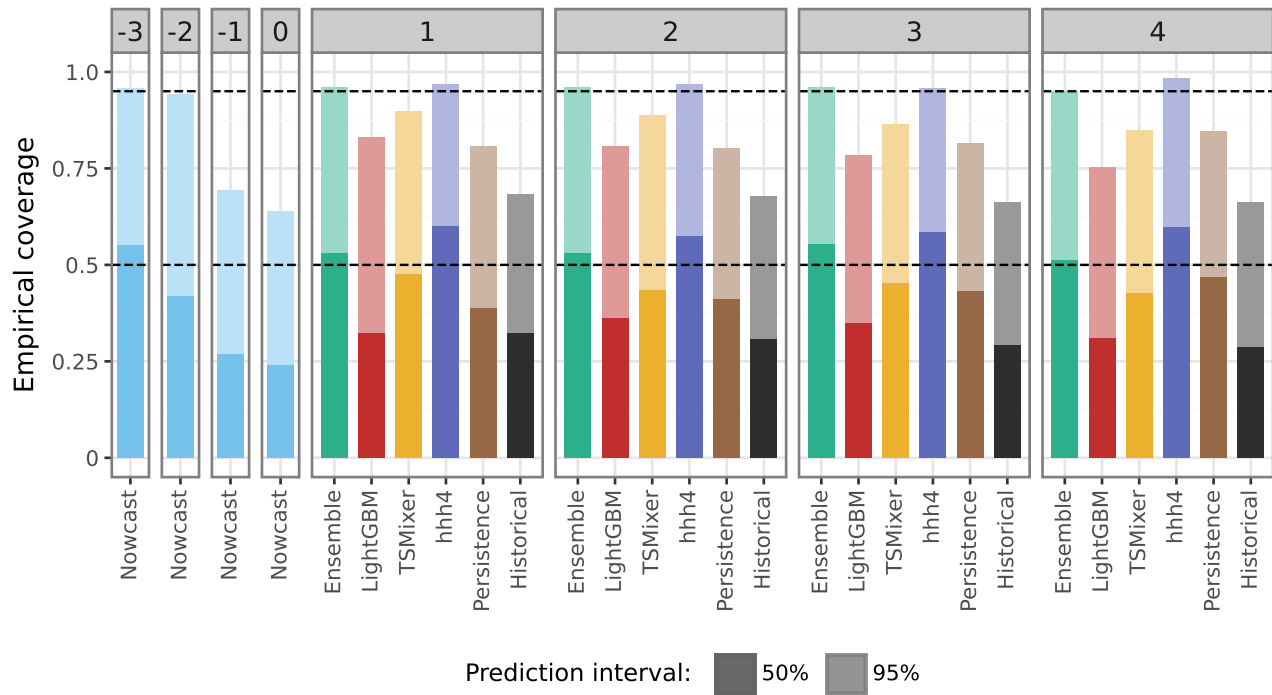 -3 -2 -1 0 1 2 3 4
Empirical coverage
1.0
0.75
0.5
0.25
0
Nowcast Nowcast Nowcast Nowcast Ensemble LightGBM TSMixer hhh4 Persistence Historical Ensemble LightGBM TSMixer hhh4 Persistence Historical Ensemble LightGBM TSMixer hhh4 Persistence Historical Ensemble LightGBM TSMixer hhh4 Persistence Historical
Prediction interval: 50% 95%